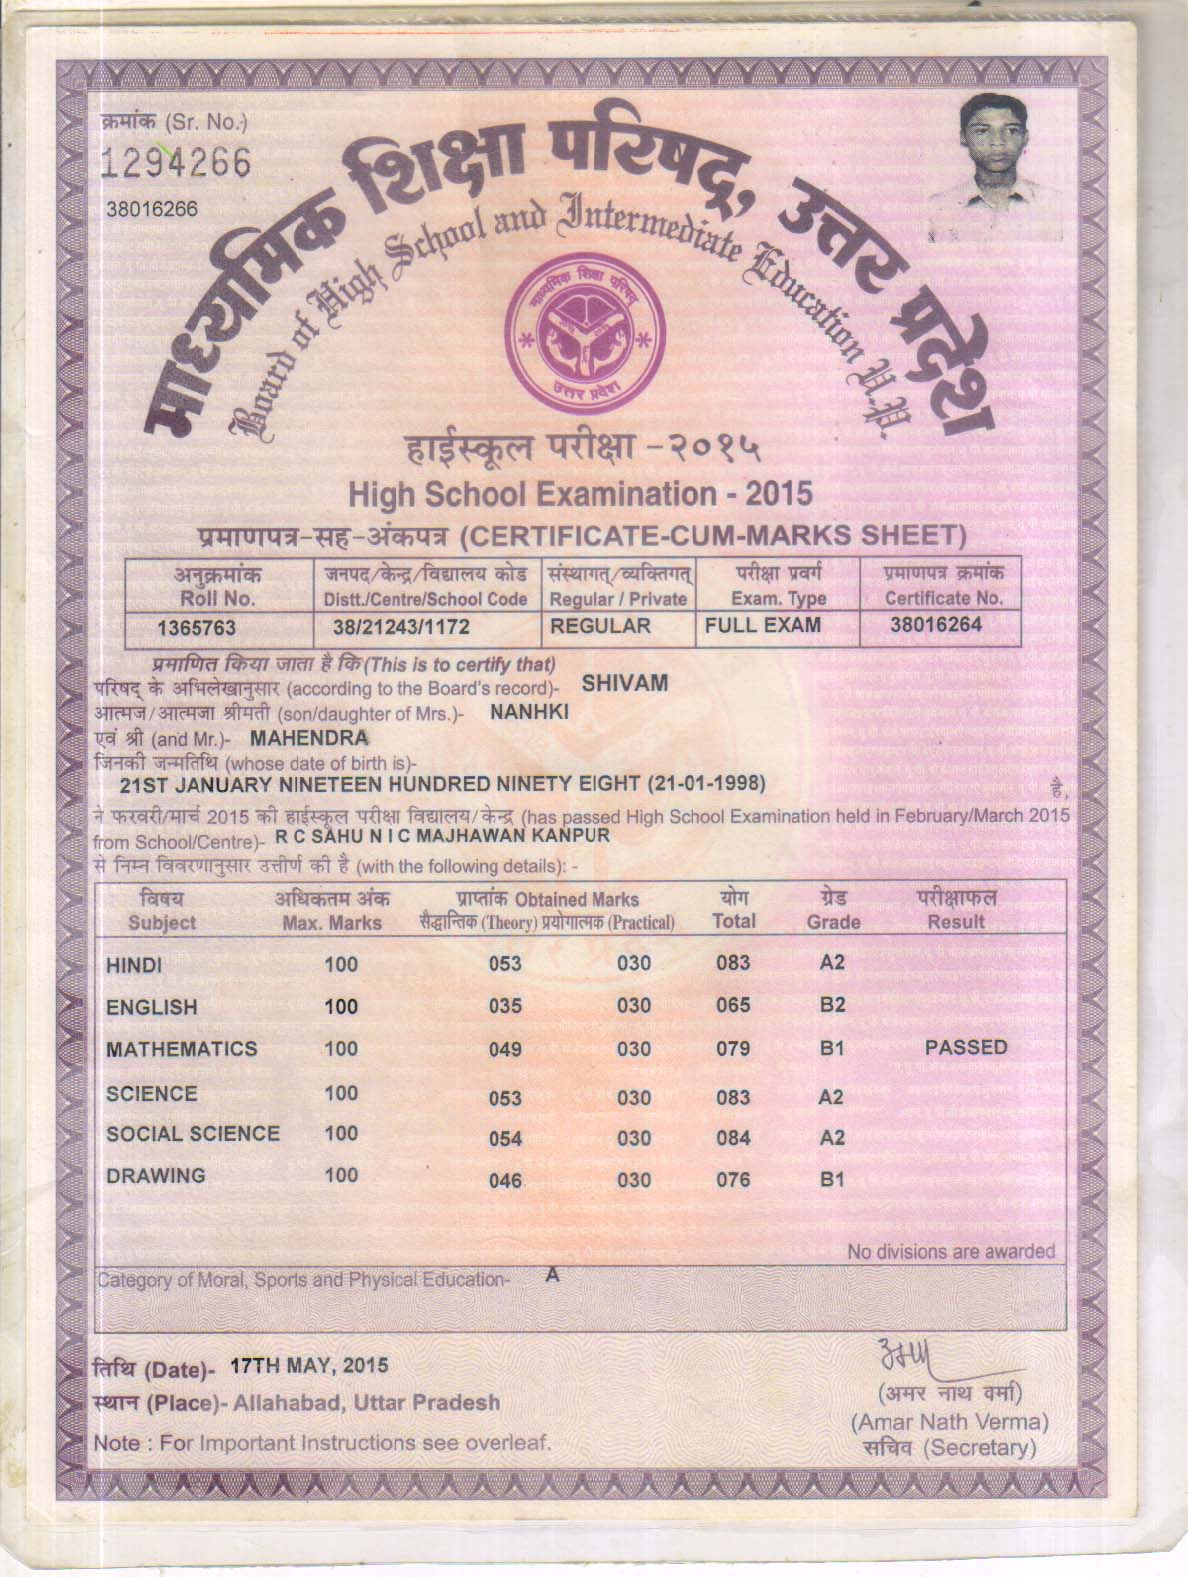 क्रमांक (Sr. No.)
1294266
38016266
माध्यमिक शिक्षा परिषद्, उत्तर प्रदेश
Board of High School and Intermediate Education U.P.
माध्यमिक शिक्षा परिषद्
उत्तर प्रदेश
हाईस्कूल परीक्षा - २०१५
High School Examination - 2015
प्रमाणपत्र-सह-अंकपत्र (CERTIFICATE-CUM-MARKS SHEET)
अनुक्रमांक जनपद/केन्द्र/विद्यालय कोड संस्थागत्/व्यक्तिगत् परीक्षा प्रवर्ग प्रमाणपत्र क्रमांक
Roll No. Distt./Centre/School Code Regular / Private Exam. Type Certificate No.
1365763 38/21243/1172 REGULAR FULL EXAM 38016264
प्रमाणित किया जाता है कि (This is to certify that)
परिषद् के अभिलेखानुसार (according to the Board's record)- SHIVAM
आत्मज/आत्मजा श्रीमती (son/daughter of Mrs.)- NANHKI
एवं श्री (and Mr.)- MAHENDRA
जिनकी जन्मतिथि (whose date of birth is)-
21ST JANUARY NINETEEN HUNDRED NINETY EIGHT (21-01-1998) है,
ने फरवरी/मार्च 2015 की हाईस्कूल परीक्षा विद्यालय/केन्द्र (has passed High School Examination held in February/March 2015
from School/Centre)- R C SAHU N I C MAJHAWAN KANPUR
से निम्न विवरणानुसार उत्तीर्ण की है (with the following details): -
विषय अधिकतम अंक प्राप्तांक Obtained Marks योग ग्रेड परीक्षाफल
Subject Max. Marks सैद्धान्तिक (Theory) प्रयोगात्मक (Practical) Total Grade Result
HINDI 100 053 030 083 A2
ENGLISH 100 035 030 065 B2
MATHEMATICS 100 049 030 079 B1 PASSED
SCIENCE 100 053 030 083 A2
SOCIAL SCIENCE 100 054 030 084 A2
DRAWING 100 046 030 076 B1
No divisions are awarded
Category of Moral, Sports and Physical Education- A
तिथि (Date)- 17TH MAY, 2015
स्थान (Place)- Allahabad, Uttar Pradesh
(अमर नाथ वर्मा)
(Amar Nath Verma)
Note : For Important Instructions see overleaf.
सचिव (Secretary)